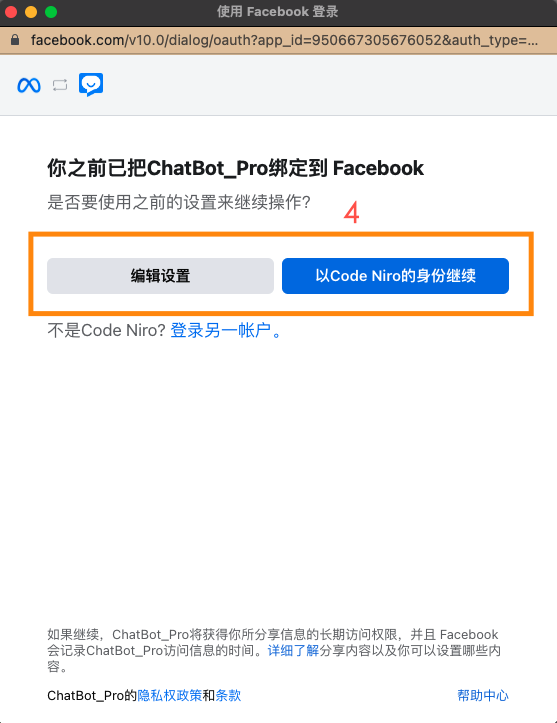 使用 Facebook 登录
facebook.com/v10.0/dialog/oauth?app_id=950667305676052&auth_type=...
你之前已把ChatBot_Pro绑定到 Facebook
是否要使用之前的设置来继续操作?
4
编辑设置
以Code Niro的身份继续
不是Code Niro? 登录另一帐户。
如果继续，ChatBot_Pro将获得你所分享信息的长期访问权限，并且 Facebook
会记录ChatBot_Pro访问信息的时间。详细了解分享内容以及你可以设置哪些内
容。
ChatBot_Pro的隐私权政策和条款
帮助中心